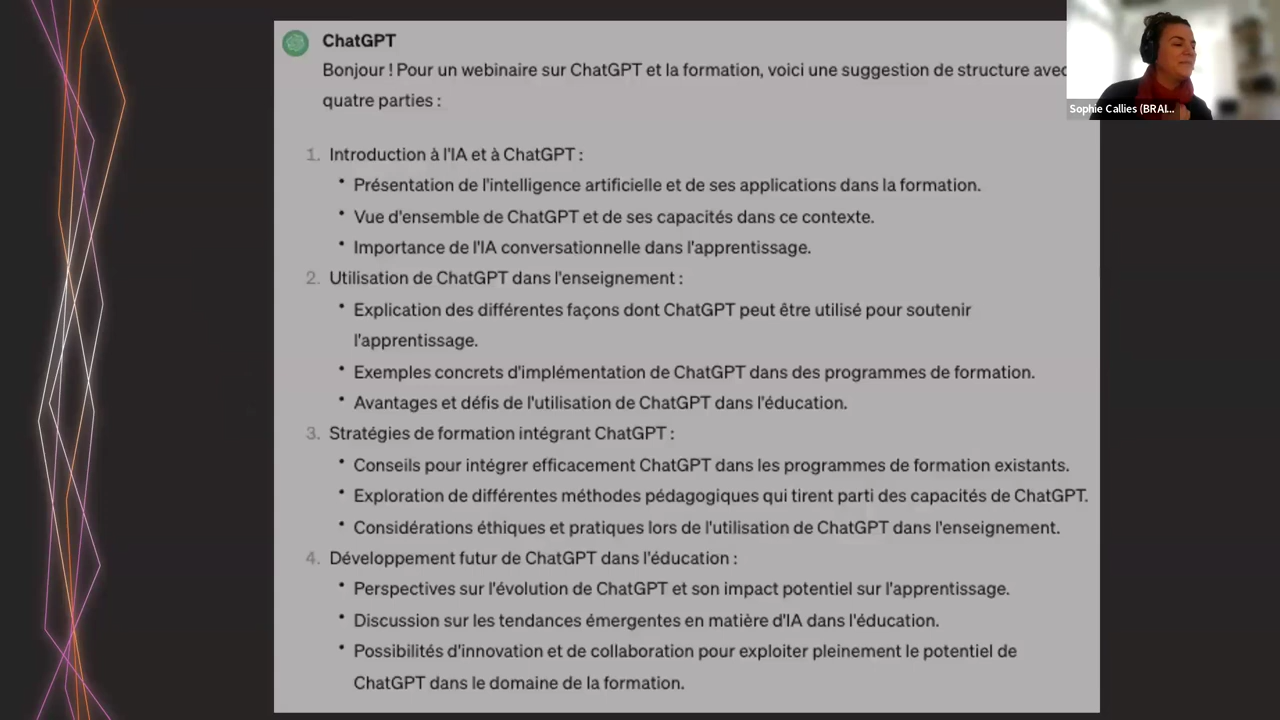 ChatGPT
Bonjour ! Pour un webinaire sur ChatGPT et la formation, voici une suggestion de structure avec
quatre parties :
1. Introduction à l'IA et à ChatGPT :
• Présentation de l'intelligence artificielle et de ses applications dans la formation.
• Vue d'ensemble de ChatGPT et de ses capacités dans ce contexte.
• Importance de l'IA conversationnelle dans l'apprentissage.
2. Utilisation de ChatGPT dans l'enseignement :
• Explication des différentes façons dont ChatGPT peut être utilisé pour soutenir
l'apprentissage.
• Exemples concrets d'implémentation de ChatGPT dans des programmes de formation.
• Avantages et défis de l'utilisation de ChatGPT dans l'éducation.
3. Stratégies de formation intégrant ChatGPT :
• Conseils pour intégrer efficacement ChatGPT dans les programmes de formation existants.
• Exploration de différentes méthodes pédagogiques qui tirent parti des capacités de ChatGPT.
• Considérations éthiques et pratiques lors de l'utilisation de ChatGPT dans l'enseignement.
4. Développement futur de ChatGPT dans l'éducation :
• Perspectives sur l'évolution de ChatGPT et son impact potentiel sur l'apprentissage.
• Discussion sur les tendances émergentes en matière d'IA dans l'éducation.
• Possibilités d'innovation et de collaboration pour exploiter pleinement le potentiel de
ChatGPT dans le domaine de la formation.
Sophie Callies (BRAI...